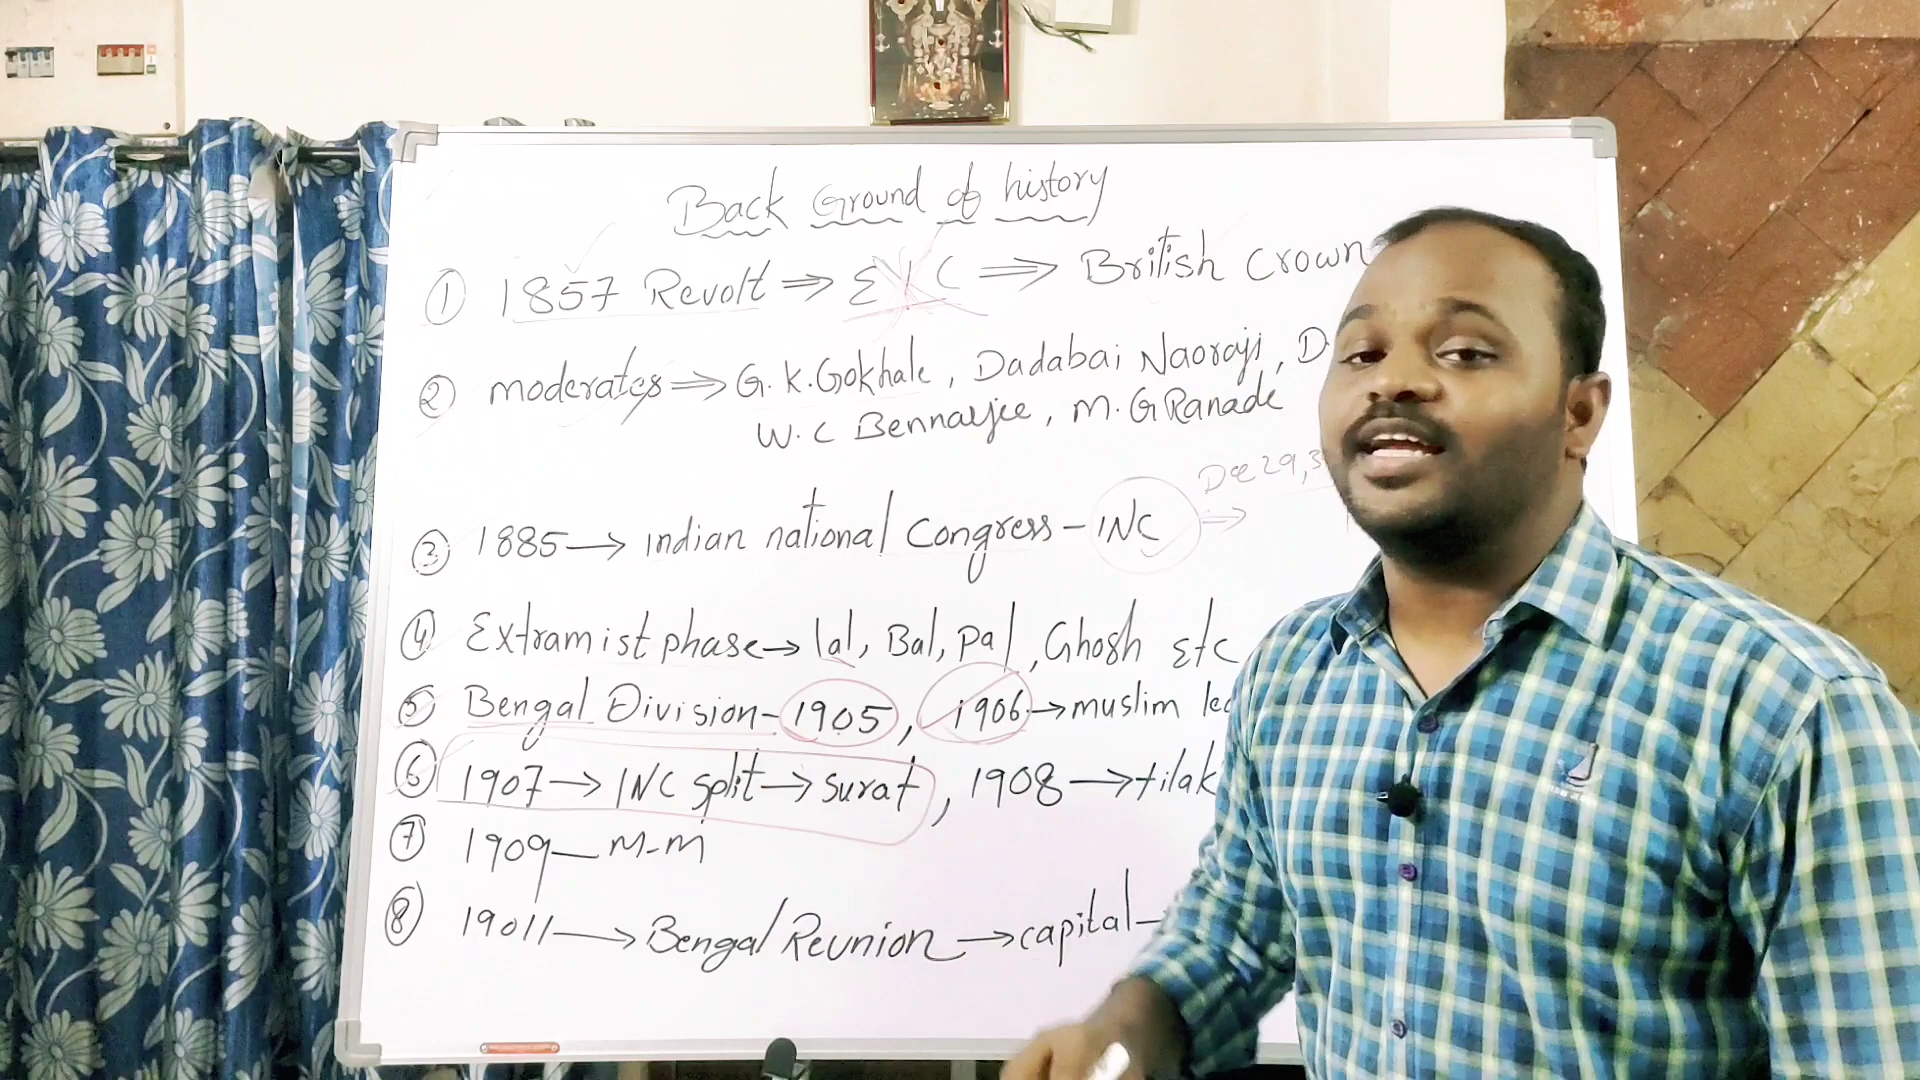 Back Ground of history
① 1857 Revolt ⇒ EIC ⇒ British Crown
② moderates ⇒ G.K.Gokhale, Dadabai Naoroji, D.
W.C Bennarjee, M.G Ranade
Dec 29,3
③ 1885 → indian national Congress - INC ⇒
④ Extramist phase → lal, Bal, pal, Ghosh Etc
⑤ Bengal Division - 1905, 1906 → muslim le
⑥ 1907 → INC split → surat, 1908 → tilak
⑦ 1909 — M-M
⑧ 19011 → Bengal Reunion → capital -